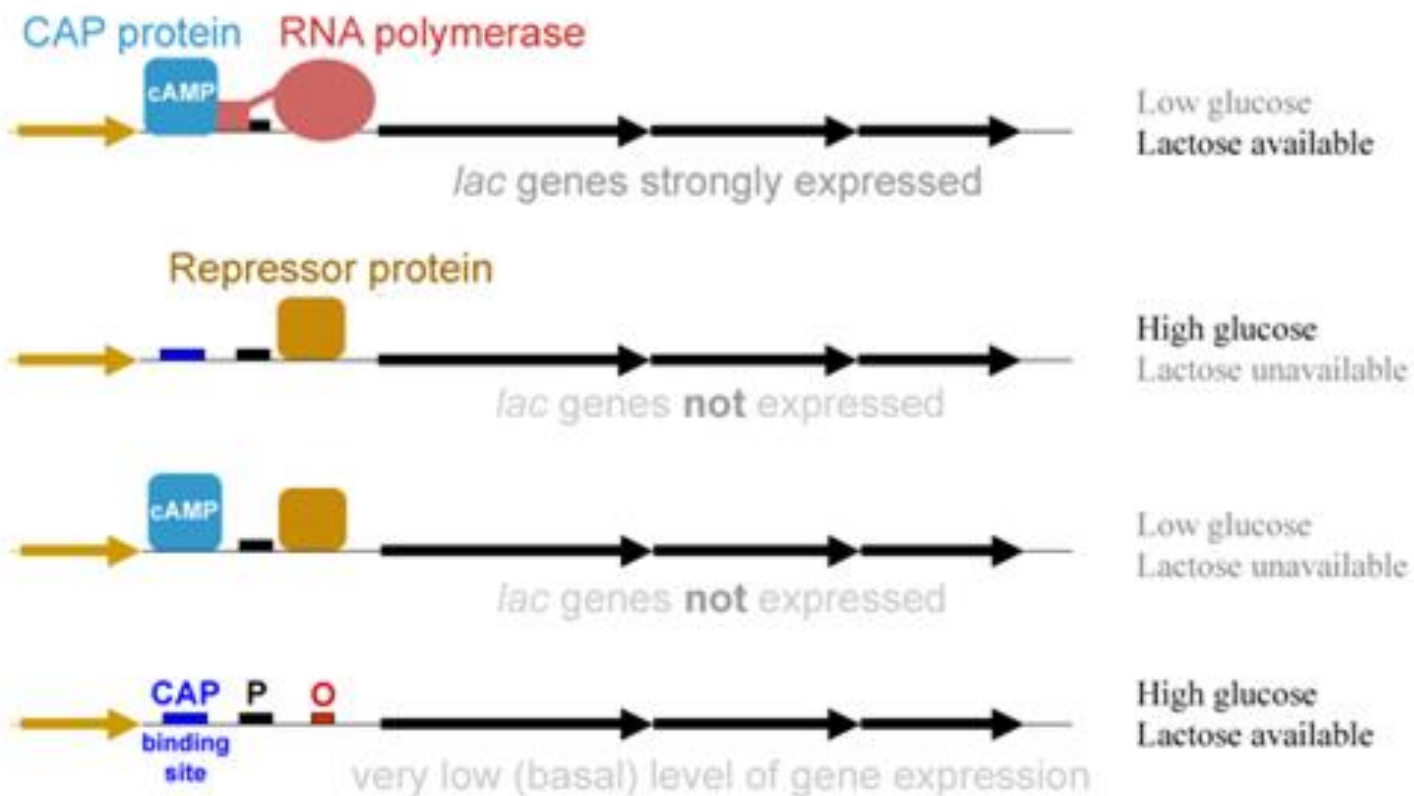 CAP protein RNA polymerase
cAMP
Low glucose
Lactose available
lac genes strongly expressed
Repressor protein
High glucose
Lactose unavailable
lac genes not expressed
cAMP
Low glucose
Lactose unavailable
lac genes not expressed
CAP P O
binding
site
High glucose
Lactose available
very low (basal) level of gene expression